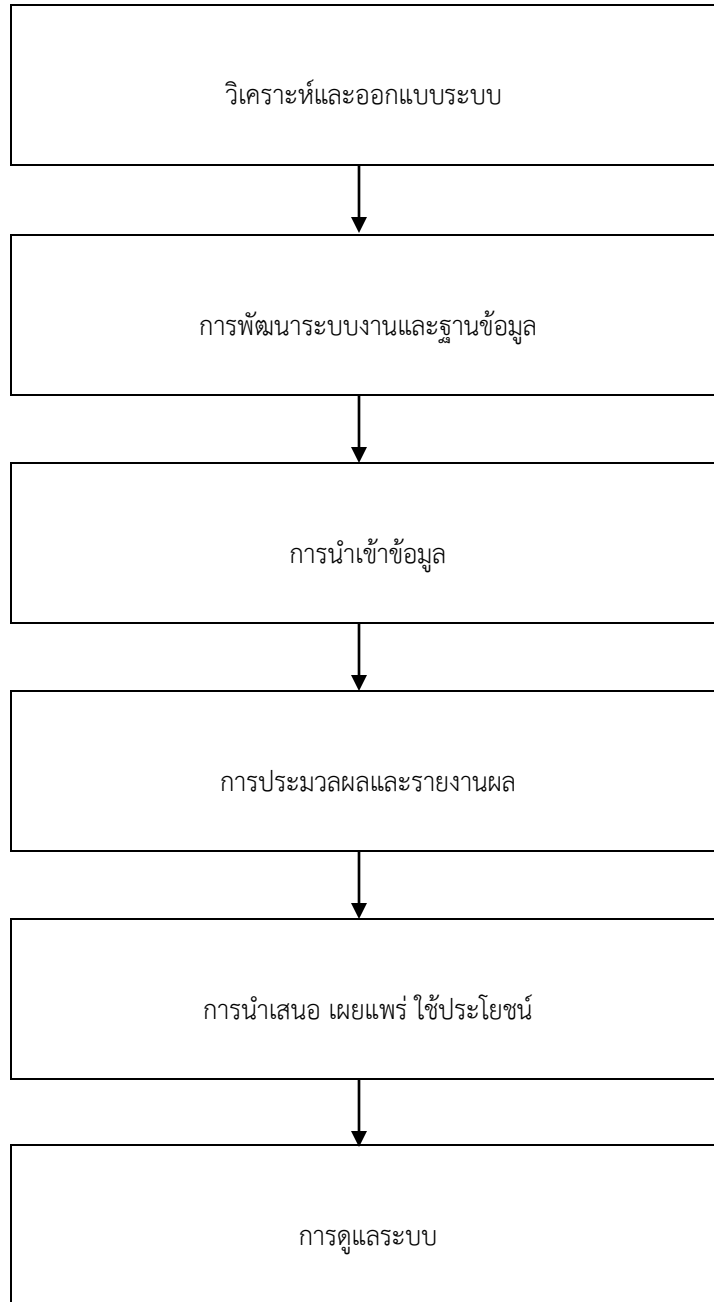 วิเคราะห์และออกแบบระบบ
การพัฒนาระบบงานและฐานข้อมูล
การนำเข้าข้อมูล
การประมวลผลและรายงานผล
การนำเสนอ เผยแพร่ ใช้ประโยชน์
การดูแลระบบ